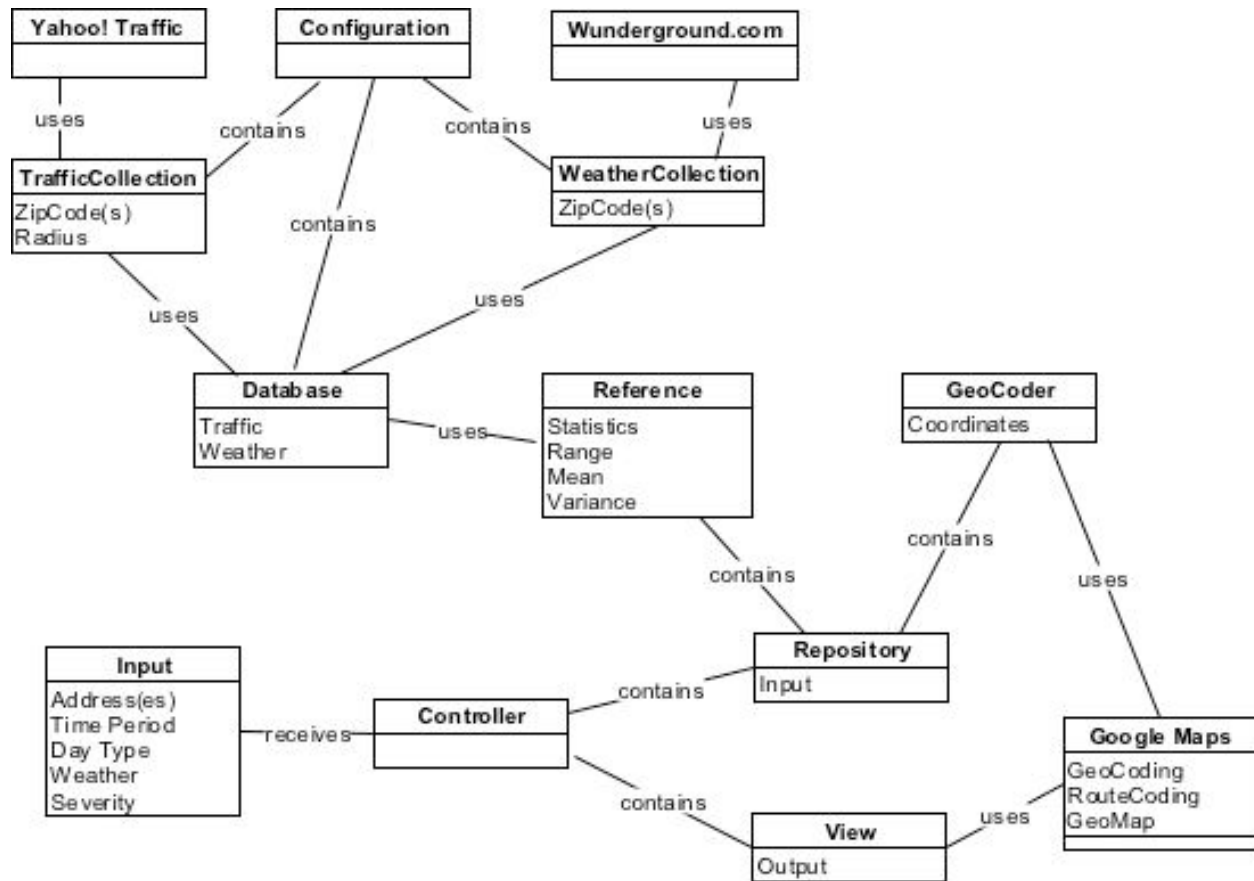 Yahoo! Traffic
Configuration
Wunderground.com
uses
contains
contains
uses
TrafficCollection
ZipCode(s)
Radius
WeatherCollection
ZipCode(s)
contains
uses
uses
Database
Traffic
Weather
uses
Reference
Statistics
Range
Mean
Variance
GeoCoder
Coordinates
contains
contains
uses
Repository
Input
Input
Address(es)
Time Period
Day Type
Weather
Severity
receives
Controller
contains
contains
Google Maps
GeoCoding
RouteCoding
GeoMap
uses
View
Output